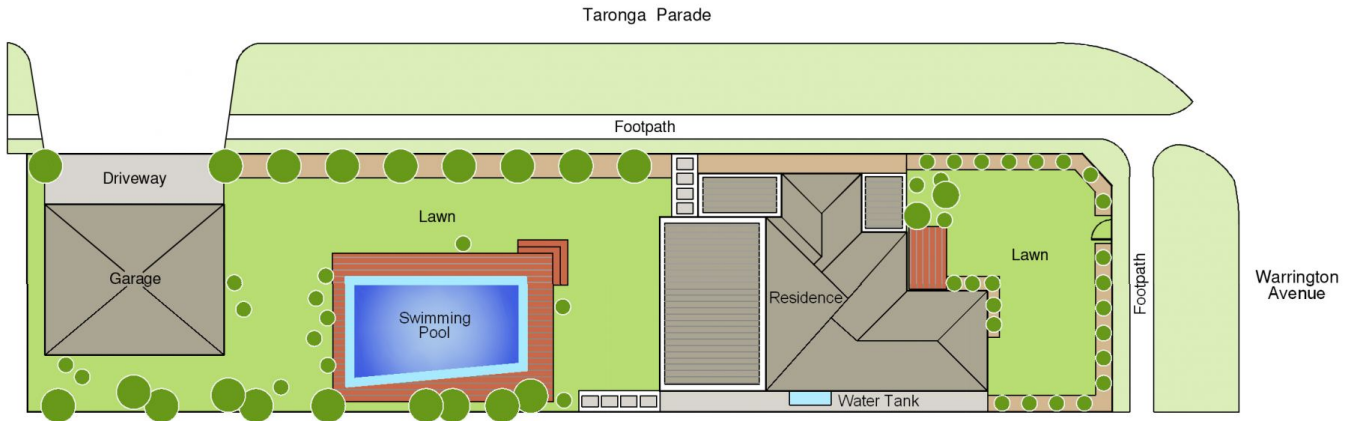 Taronga Parade
Footpath
Driveway
Lawn
Garage
Swimming
Pool
Residence
Lawn
Footpath
Warrington
Avenue
Water Tank